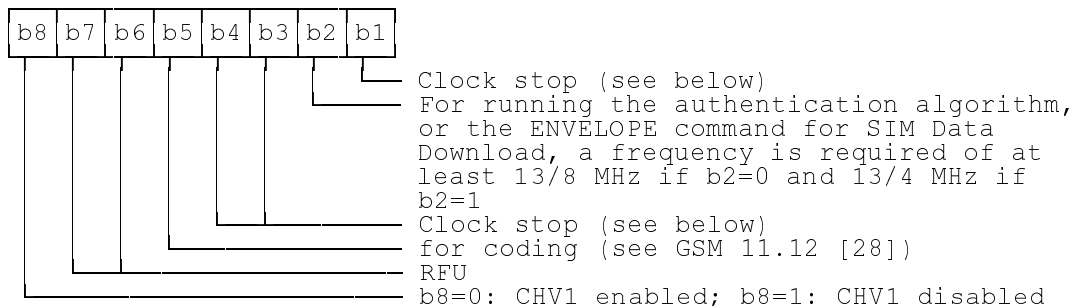 b8 b7 b6 b5 b4 b3 b2 b1
Clock stop (see below)
For running the authentication algorithm,
or the ENVELOPE command for SIM Data
Download, a frequency is required of at
least 13/8 MHz if b2=0 and 13/4 MHz if
b2=1
Clock stop (see below)
for coding (see GSM 11.12 [28])
RFU
b8=0: CHV1 enabled; b8=1: CHV1 disabled